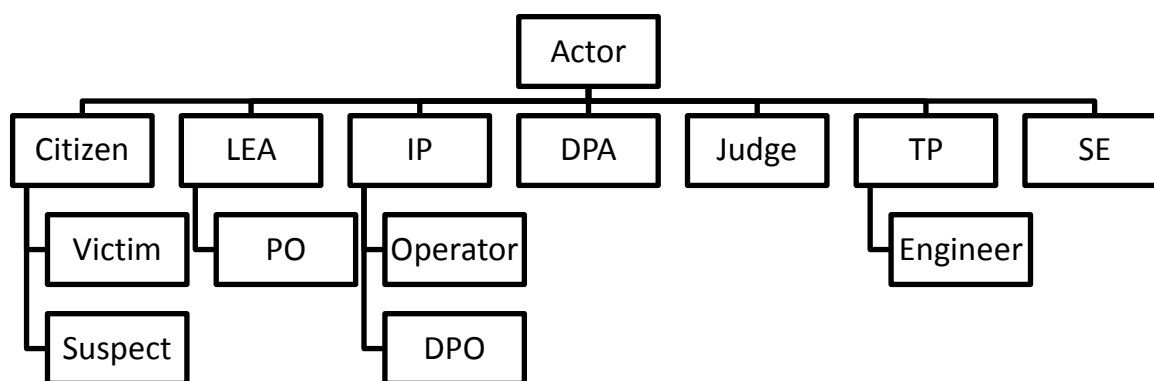 Actor
Citizen
LEA
IP
DPA
Judge
TP
SE
Victim
PO
Operator
Engineer
Suspect
DPO